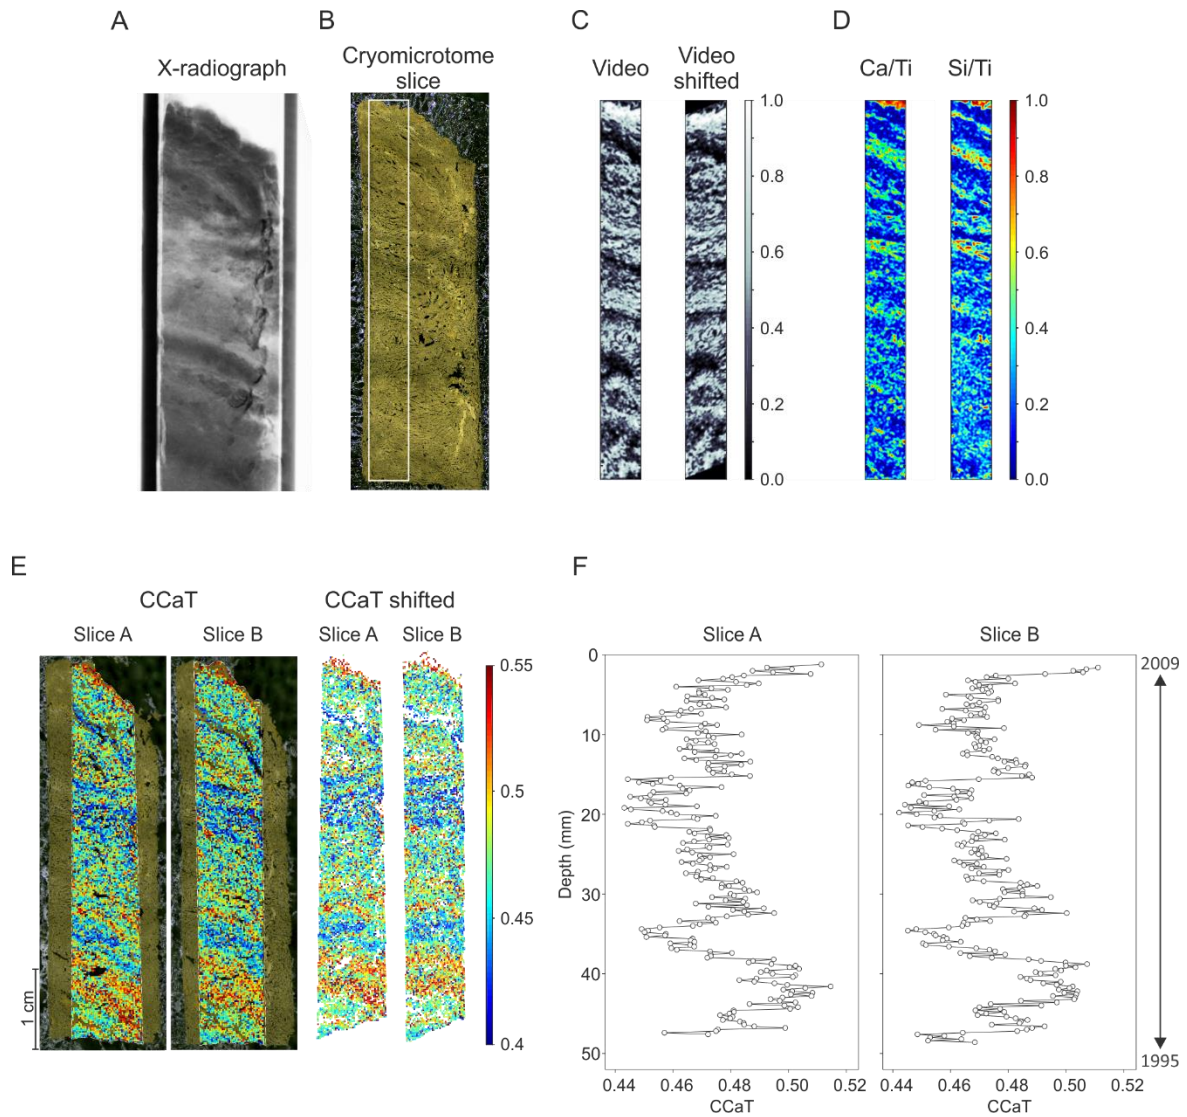 A
B
C
D
X-radiograph
Cryomicrotome
slice
Video
Video
shifted
Ca/Ti
Si/Ti
1.0
0.8
0.6
0.4
0.2
0.0
1.0
0.8
0.6
0.4
0.2
0.0
E
CCaT
CCaT shifted
Slice A
Slice B
Slice A
Slice B
0.55
0.5
0.45
0.4
1 cm
F
Slice A
Slice B
0
10
20
30
40
50
Depth (mm)
0.44
0.46
0.48
0.50
0.52
CCaT
0.44
0.46
0.48
0.50
0.52
CCaT
2009
1995